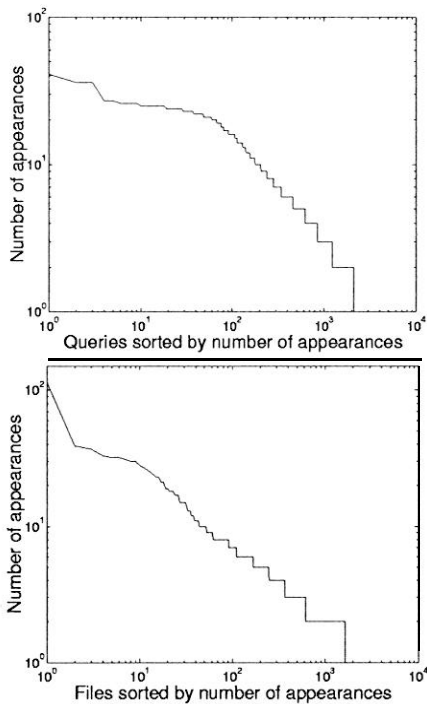 10²
10¹
10⁰
Number of appearances
10⁰ 10¹ 10² 10³ 10⁴
Queries sorted by number of appearances
10²
10¹
10⁰
Number of appearances
10⁰ 10¹ 10² 10³ 10⁴
Files sorted by number of appearances